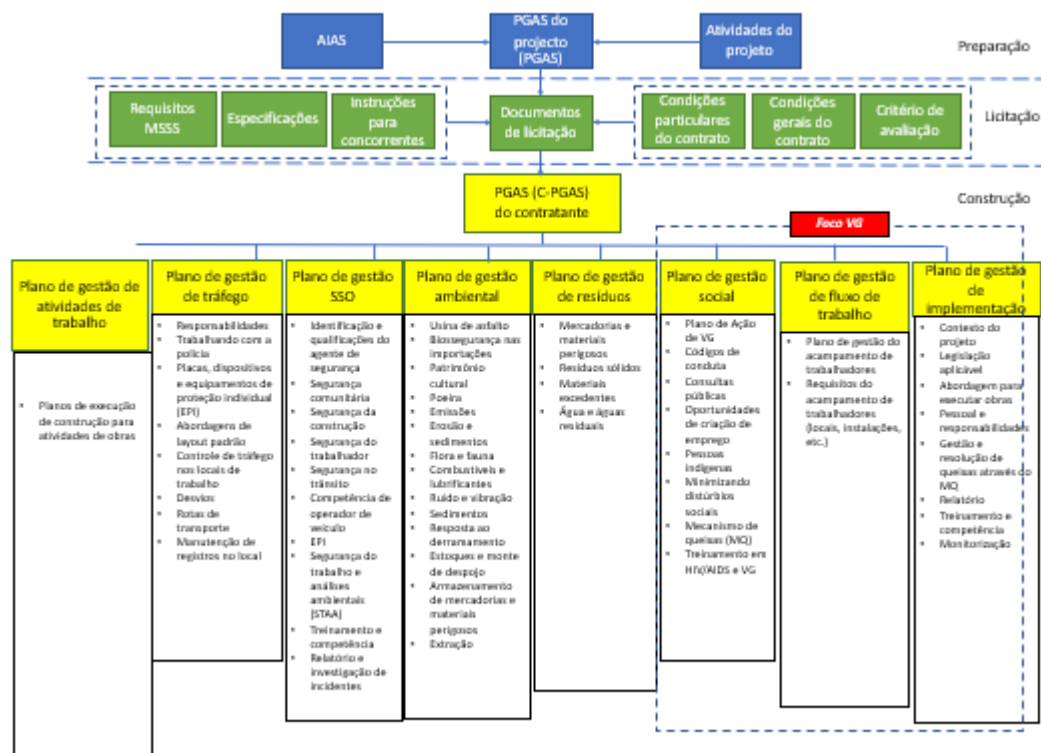 AIAS
PGAS do
projecto
(PGAS)
Atividades do
projeto
Preparação
Requisitos
MSSS
Especificações
Instruções
para
concorrentes
Documentos
de licitação
Condições
particulares
do contrato
Condições
gerais do
contrato
Critério de
avaliação
Licitação
PGAS (C-PGAS)
do contratante
Construção
Foco VG
Plano de gestão de
atividades de
trabalho
Planos de execução
de construção para
atividades de obras
Plano de gestão
de tráfego
Responsabilidades
Trabalhando com a
polícia
Placas, dispositivos
e equipamentos de
proteção individual
(EPI)
Abordagens de
layout padrão
Controle de tráfego
nos locais de
trabalho
Desvios
Rotas de
transporte
Manutenção de
registros no local
Plano de gestão
SSO
Identificação e
qualificações do
agente de
segurança
Segurança
comunitária
Segurança da
construção
Segurança do
trabalhador
Segurança no
trânsito
Competência de
operador de
veículo
EPI
Segurança do
trabalho e
análises
ambientais
(STAA)
Treinamento e
competência
Relatório e
investigação de
incidentes
Plano de gestão
ambiental
Usina de asfalto
Biossegurança nas
importações
Patrimônio
cultural
Poeira
Emissões
Erosão e
sedimentos
Flora e fauna
Combustíveis e
lubrificantes
Ruído e vibração
Sedimentos
Resposta ao
derramamento
Estoques e monte
de despojo
Armazenamento
de mercadorias e
materiais
perigosos
Extração
Plano de gestão
de resíduos
Mercadorias e
materiais
perigosos
Resíduos sólidos
Materiais
excedentes
Água e águas
residuais
Plano de gestão
social
Plano de Ação
de VG
Códigos de
conduta
Consultas
públicas
Oportunidades
de criação de
emprego
Pessoas
indígenas
Minimizando
distúrbios
sociais
Mecanismo de
queixas (MQ)
Treinamento em
HIV/AIDS e VG
Plano de gestão
de fluxo de
trabalho
Plano de gestão do
acampamento de
trabalhadores
Requisitos do
acampamento de
trabalhadores
(locais, instalações,
etc.)
Plano de gestão
de
implementação
Contexto do
projeto
Legislação
aplicável
Abordagem para
executar obras
Pessoal e
responsabilidades
Gestão e
resolução de
queixas através do
MQ
Relatório
Treinamento e
competência
Monitorização